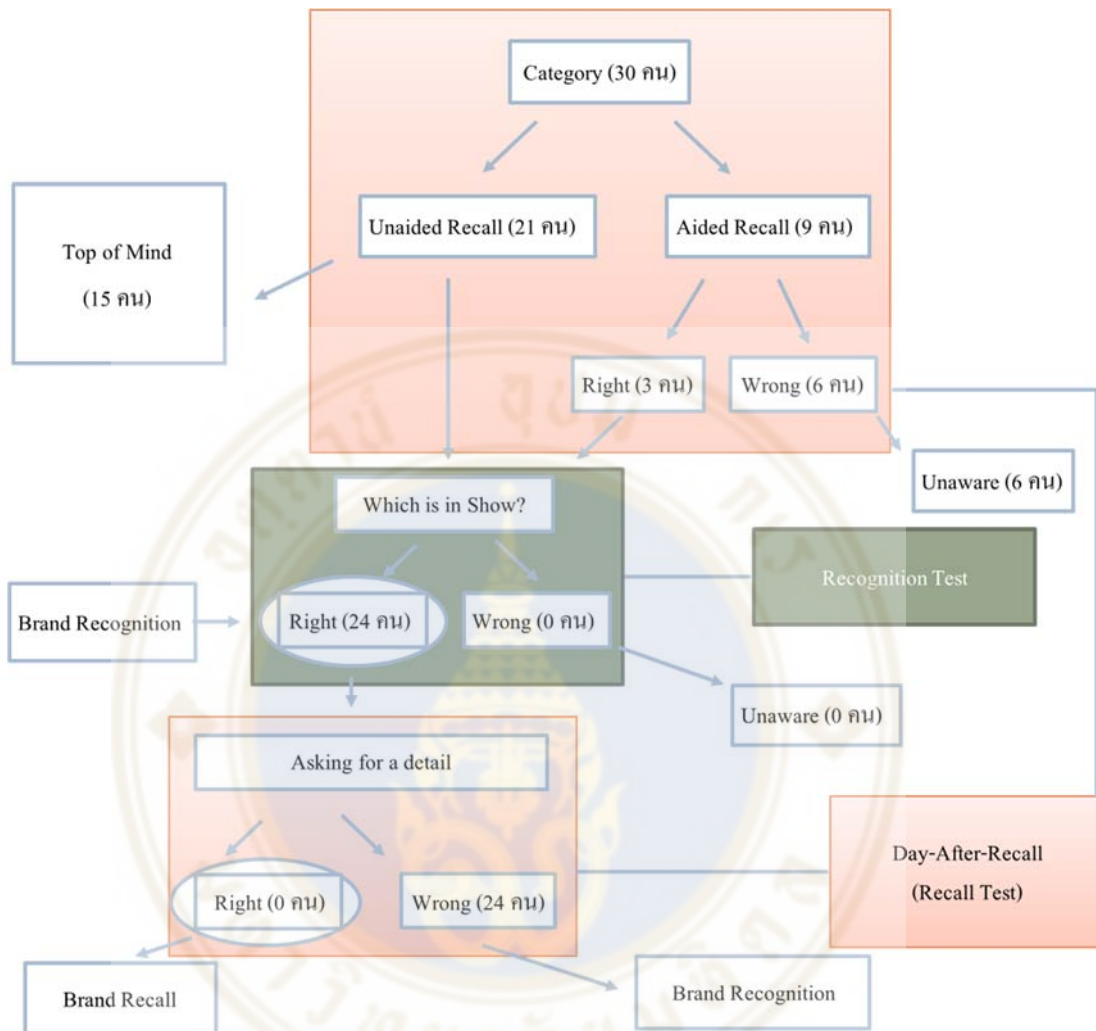 Category (30 คน)
Unaided Recall (21 คน)
Aided Recall (9 คน)
Top of Mind
(15 คน)
Right (3 คน)
Wrong (6 คน)
Unaware (6 คน)
Which is in Show?
Recognition Test
Brand Recognition
Right (24 คน)
Wrong (0 คน)
Unaware (0 คน)
Asking for a detail
Day-After-Recall
(Recall Test)
Right (0 คน)
Wrong (24 คน)
Brand Recall
Brand Recognition